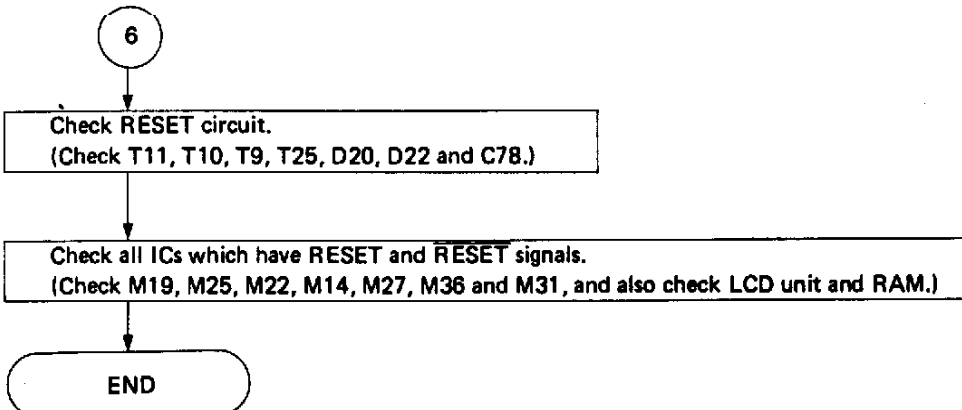 6
Check RESET circuit.
(Check T11, T10, T9, T25, D20, D22 and C78.)
Check all ICs which have RESET and R̅E̅S̅E̅T̅ signals.
(Check M19, M25, M22, M14, M27, M36 and M31, and also check LCD unit and RAM.)
END